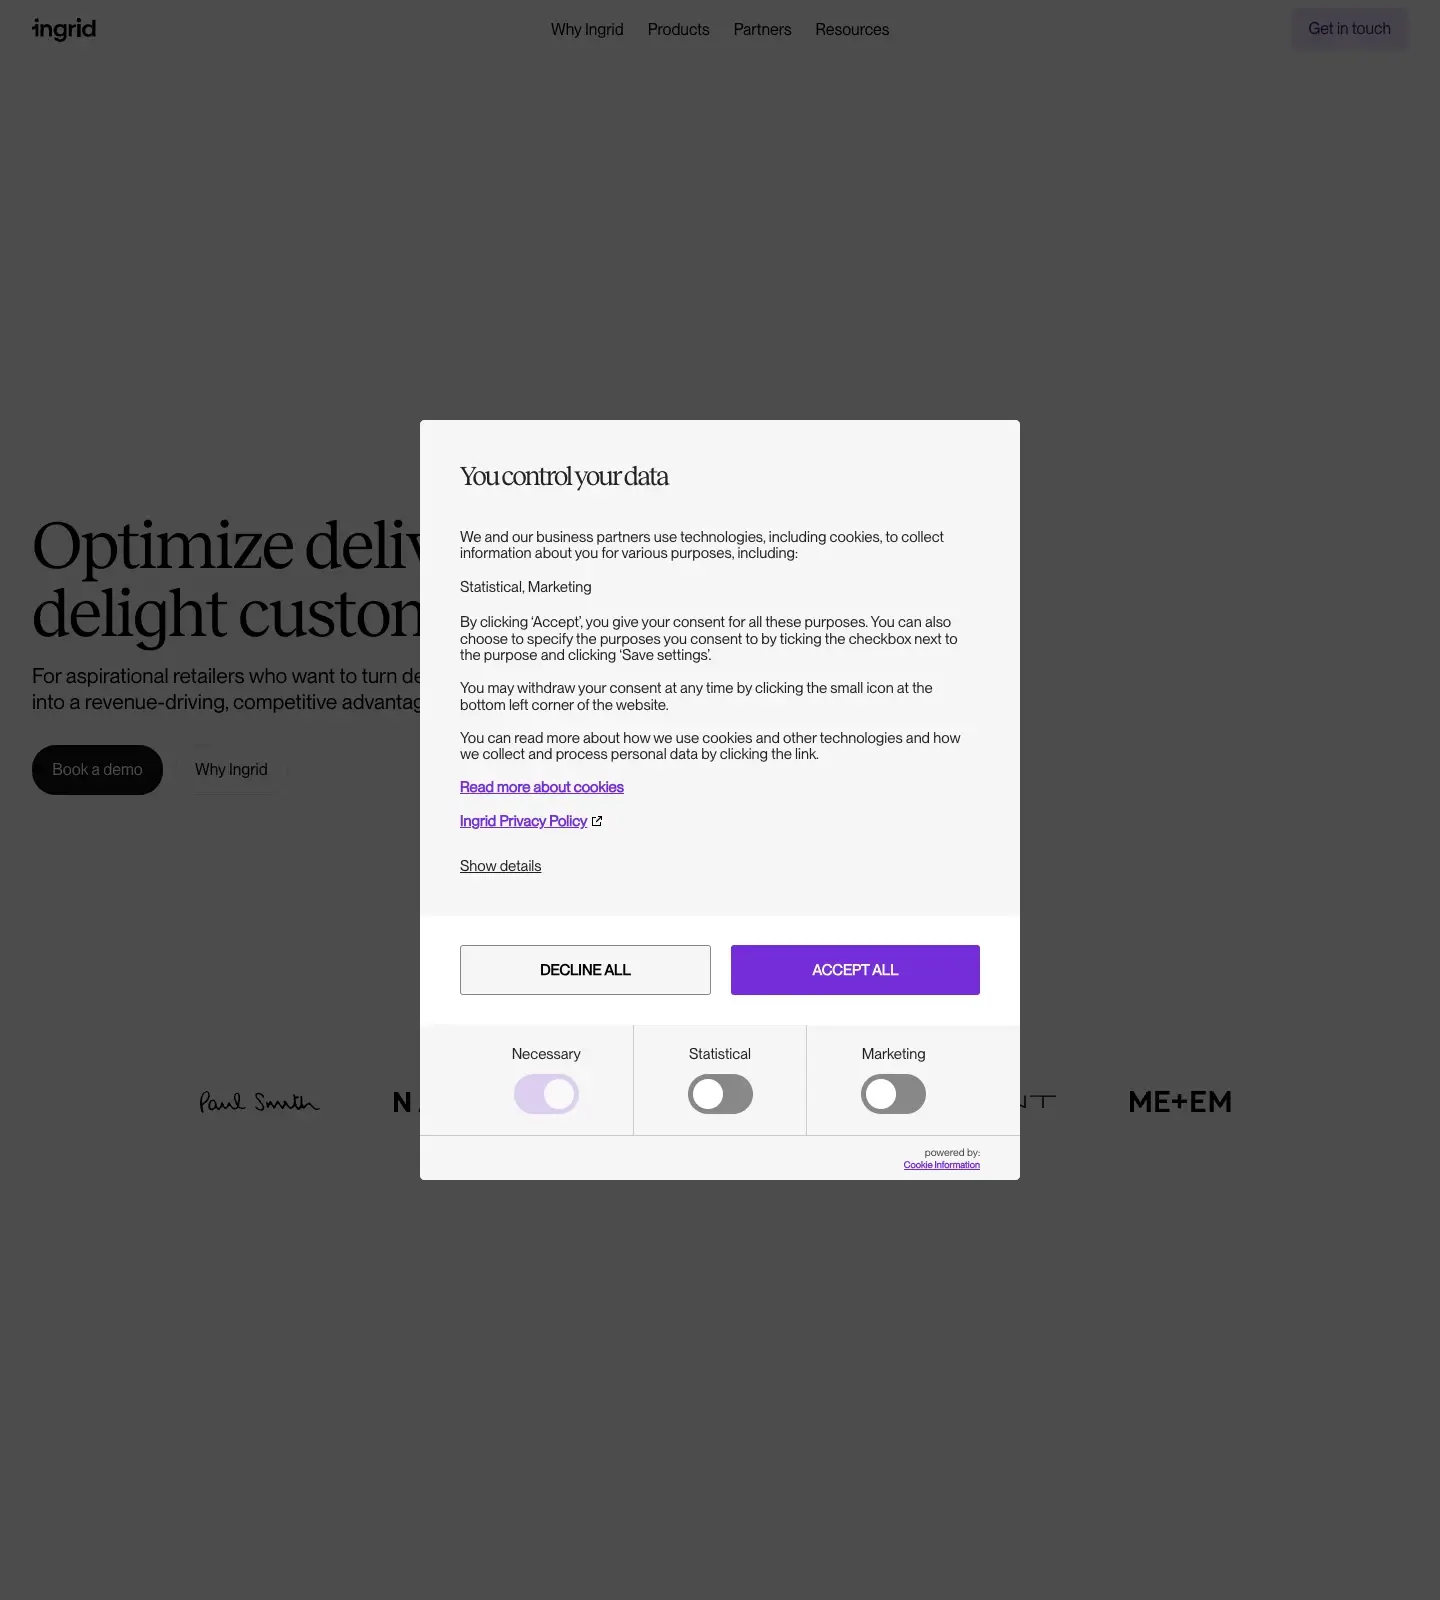 ingrid
Why Ingrid
Products
Partners
Resources
Get in touch
Optimize
delight
For aspirational retailers who want to turn
into a revenue-driving, competitive
Book a demo
Why Ingrid
You control your data
We and our business partners use technologies, including cookies, to collect
information about you for various purposes, including:
Statistical, Marketing
By clicking ‘Accept’, you give your consent for all these purposes. You can also
choose to specify the purposes you consent to by ticking the checkbox next to
the purpose and clicking ‘Save settings’.
You may withdraw your consent at any time by clicking the small icon at the
bottom left corner of the website.
You can read more about how we use cookies and other technologies and how
we collect and process personal data by clicking the link.
Read more about cookies
Ingrid Privacy Policy
Show details
DECLINE ALL
ACCEPT ALL
Necessary
Statistical
Marketing
Paul Smith
ME+EM
powered by:
Cookie Information